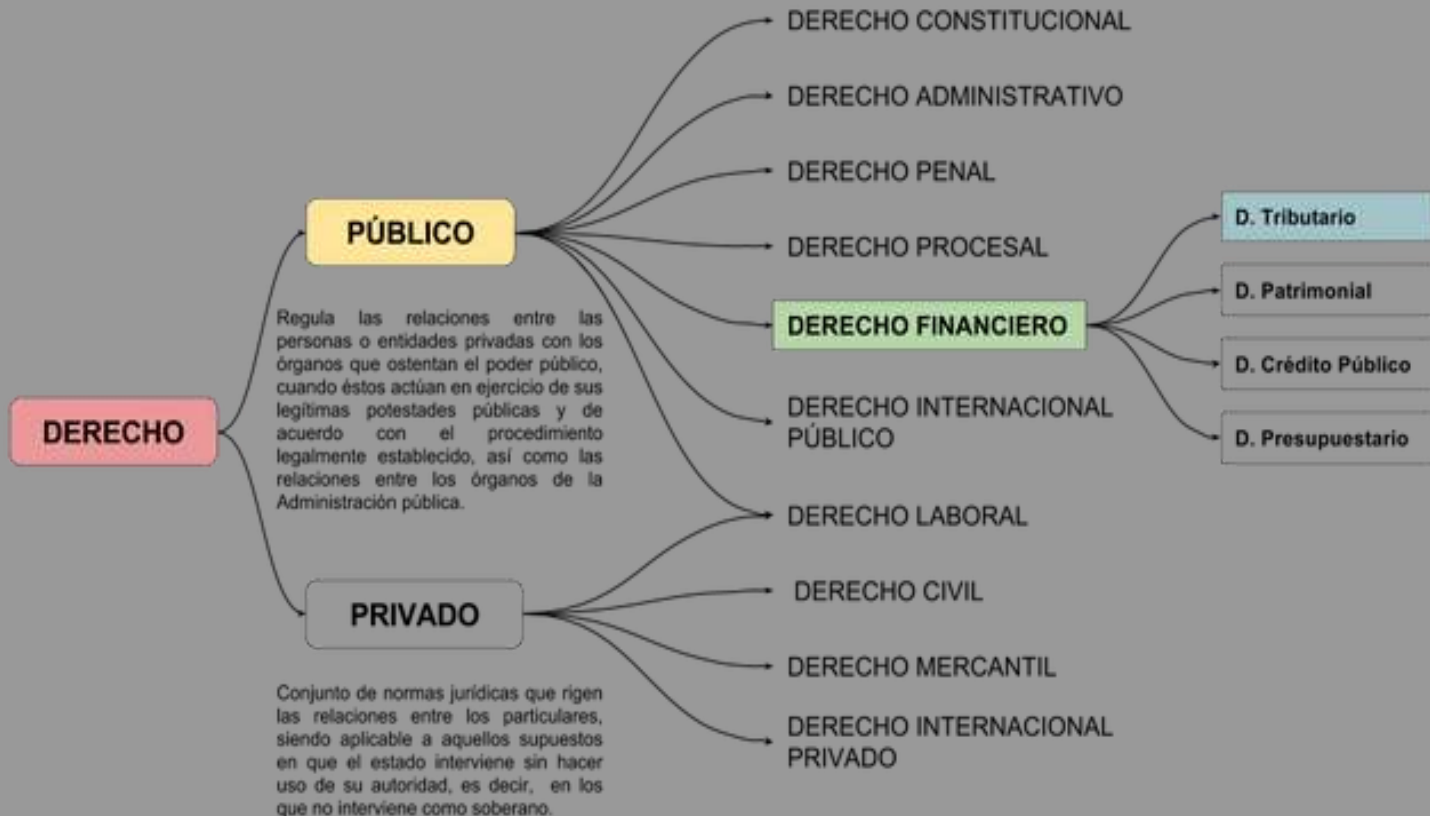 DERECHO
PÚBLICO
Regula las relaciones entre las
personas o entidades privadas con los
órganos que ostentan el poder público,
cuando éstos actúan en ejercicio de sus
legítimas potestades públicas y de
acuerdo con el procedimiento
legalmente establecido, así como las
relaciones entre los órganos de la
Administración pública.
PRIVADO
Conjunto de normas jurídicas que rigen
las relaciones entre los particulares,
siendo aplicable a aquellos supuestos
en que el estado interviene sin hacer
uso de su autoridad, es decir, en los
que no interviene como soberano.
DERECHO CONSTITUCIONAL
DERECHO ADMINISTRATIVO
DERECHO PENAL
DERECHO PROCESAL
DERECHO FINANCIERO
DERECHO INTERNACIONAL
PÚBLICO
DERECHO LABORAL
DERECHO CIVIL
DERECHO MERCANTIL
DERECHO INTERNACIONAL
PRIVADO
D. Tributario
D. Patrimonial
D. Crédito Público
D. Presupuestario